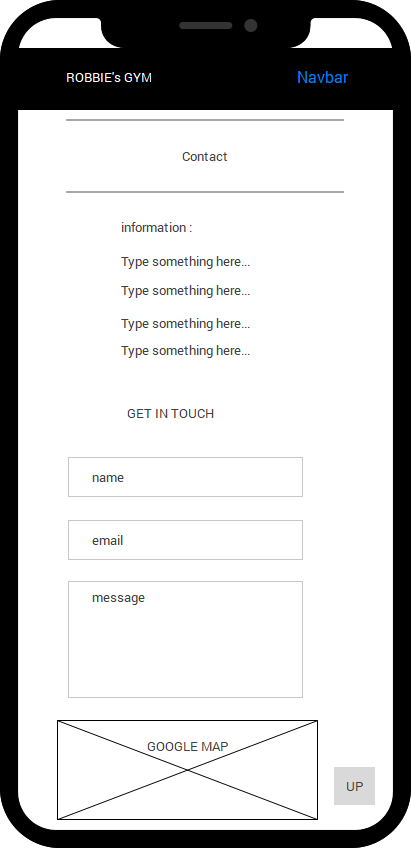 ROBBIE's GYM
Navbar
Contact
information :
Type something here...
Type something here...
Type something here...
Type something here...
GET IN TOUCH
name
email
message
GOOGLE MAP
UP